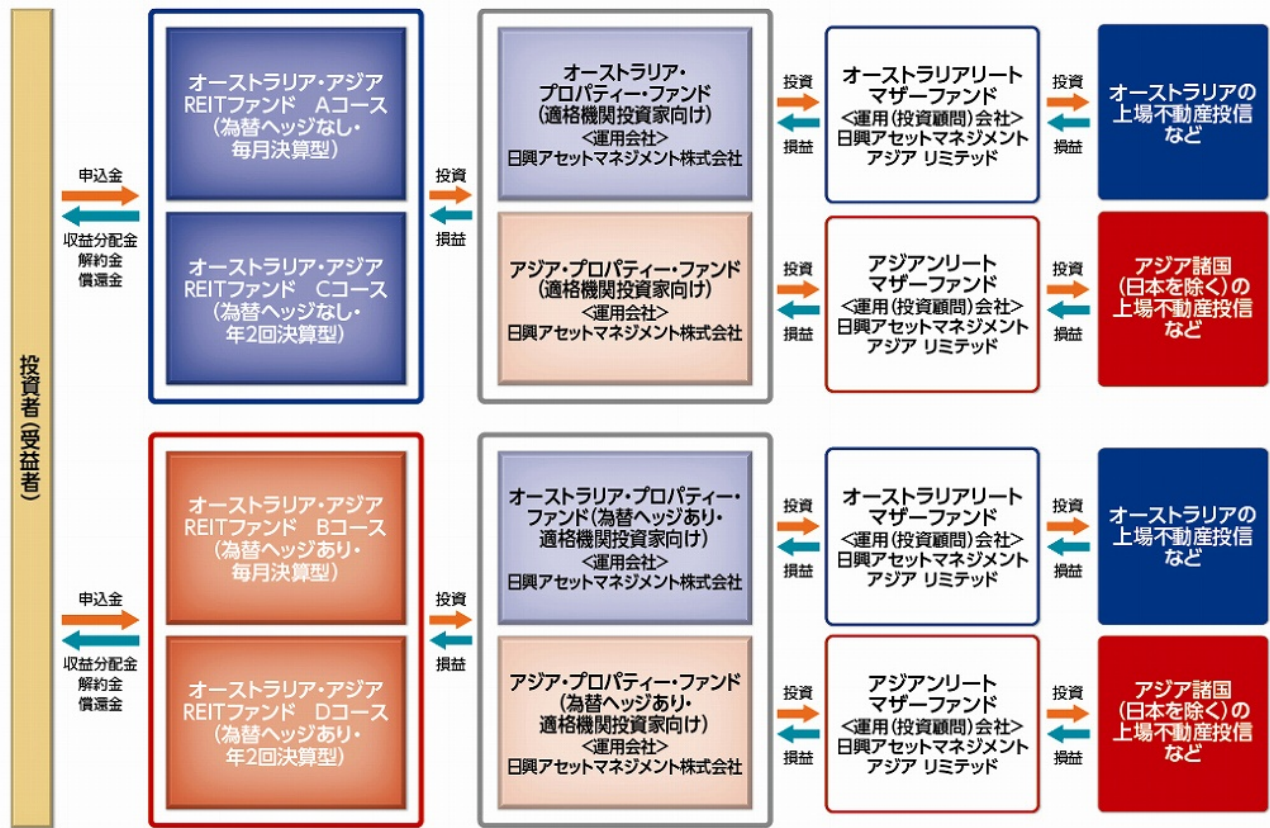 投資者（受益者）
申込金
収益分配金
解約金
償還金
オーストラリア・アジア
REITファンド　Aコース
（為替ヘッジなし・
毎月決算型）
オーストラリア・アジア
REITファンド　Cコース
（為替ヘッジなし・
年2回決算型）
投資
損益
オーストラリア・
プロパティー・ファンド
（適格機関投資家向け）
＜運用会社＞
日興アセットマネジメント株式会社
投資
損益
オーストラリアリート
マザーファンド
＜運用（投資顧問）会社＞
日興アセットマネジメント
アジア リミテッド
投資
損益
オーストラリアの
上場不動産投信
など
アジア・プロパティー・ファンド
（適格機関投資家向け）
＜運用会社＞
日興アセットマネジメント株式会社
投資
損益
アジアンリート
マザーファンド
＜運用（投資顧問）会社＞
日興アセットマネジメント
アジア リミテッド
投資
損益
アジア諸国
（日本を除く）の
上場不動産投信
など
申込金
収益分配金
解約金
償還金
オーストラリア・アジア
REITファンド　Bコース
（為替ヘッジあり・
毎月決算型）
オーストラリア・アジア
REITファンド　Dコース
（為替ヘッジあり・
年2回決算型）
投資
損益
オーストラリア・プロパティー・
ファンド（為替ヘッジあり・
適格機関投資家向け）
＜運用会社＞
日興アセットマネジメント株式会社
投資
損益
オーストラリアリート
マザーファンド
＜運用（投資顧問）会社＞
日興アセットマネジメント
アジア リミテッド
投資
損益
オーストラリアの
上場不動産投信
など
アジア・プロパティー・ファンド
（為替ヘッジあり・
適格機関投資家向け）
＜運用会社＞
日興アセットマネジメント株式会社
投資
損益
アジアンリート
マザーファンド
＜運用（投資顧問）会社＞
日興アセットマネジメント
アジア リミテッド
投資
損益
アジア諸国
（日本を除く）の
上場不動産投信
など